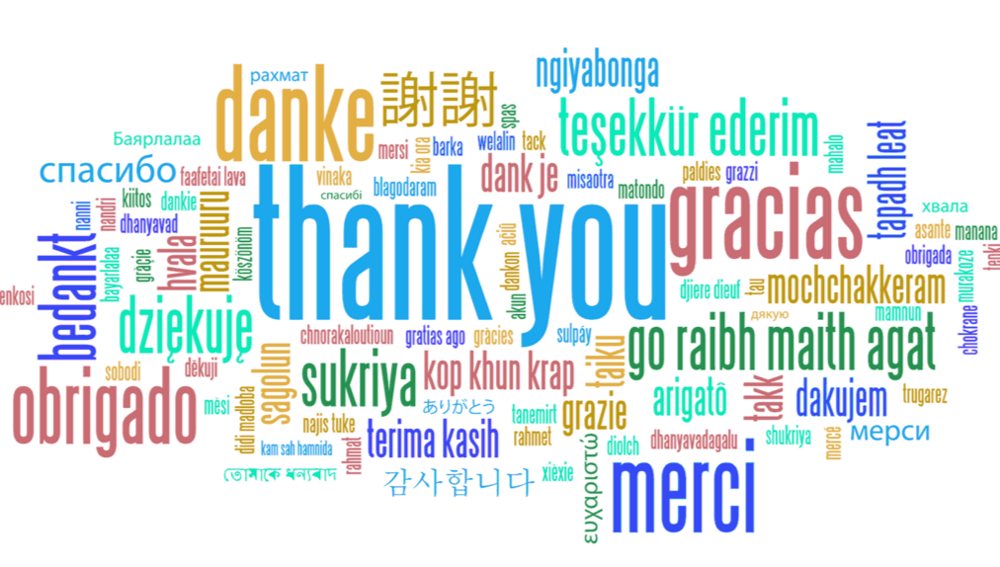 ngiyabonga
рахмат
danke
謝謝
spas
teşekkür ederim
Баярлалаа
mersi
kia ora
barka
welalin
tack
mahalo
tapadh leat
спасибо
faafetai lava
vinaka
спасибі
blagodaram
dank je
misaotra
matondo
paldies
grazzi
gracias
kiitos
dankie
nanni
nandri
dhanyavad
mauruuru
thank you
хвала
asante
manana
obrigada
tenki
bedankt
hvala
köszönöm
bayarlalaa
gràcie
dankon
aċiū
akun
enkosi
djiere dieuf
tau
mochchakkeram
murakoze
mamnun
chokrane
dziękuję
chnorakaloutioun
gratias ago
gràcies
sulpáy
дякую
go raibh maith agat
obrigado
sobodi
dėkuji
mèsi
didi madloba
sagolun
sukriya
kop khun krap
taiku
arigatô
takk
dakujem
trugarez
ありがとう
tanemirt
grazie
najis tuke
kam sah hamnida
rahmat
terima kasih
rahmet
diolch
dhanyavadagalu
shukriya
merce
мерси
감사합니다
xièxie
ευχαριστώ
merci